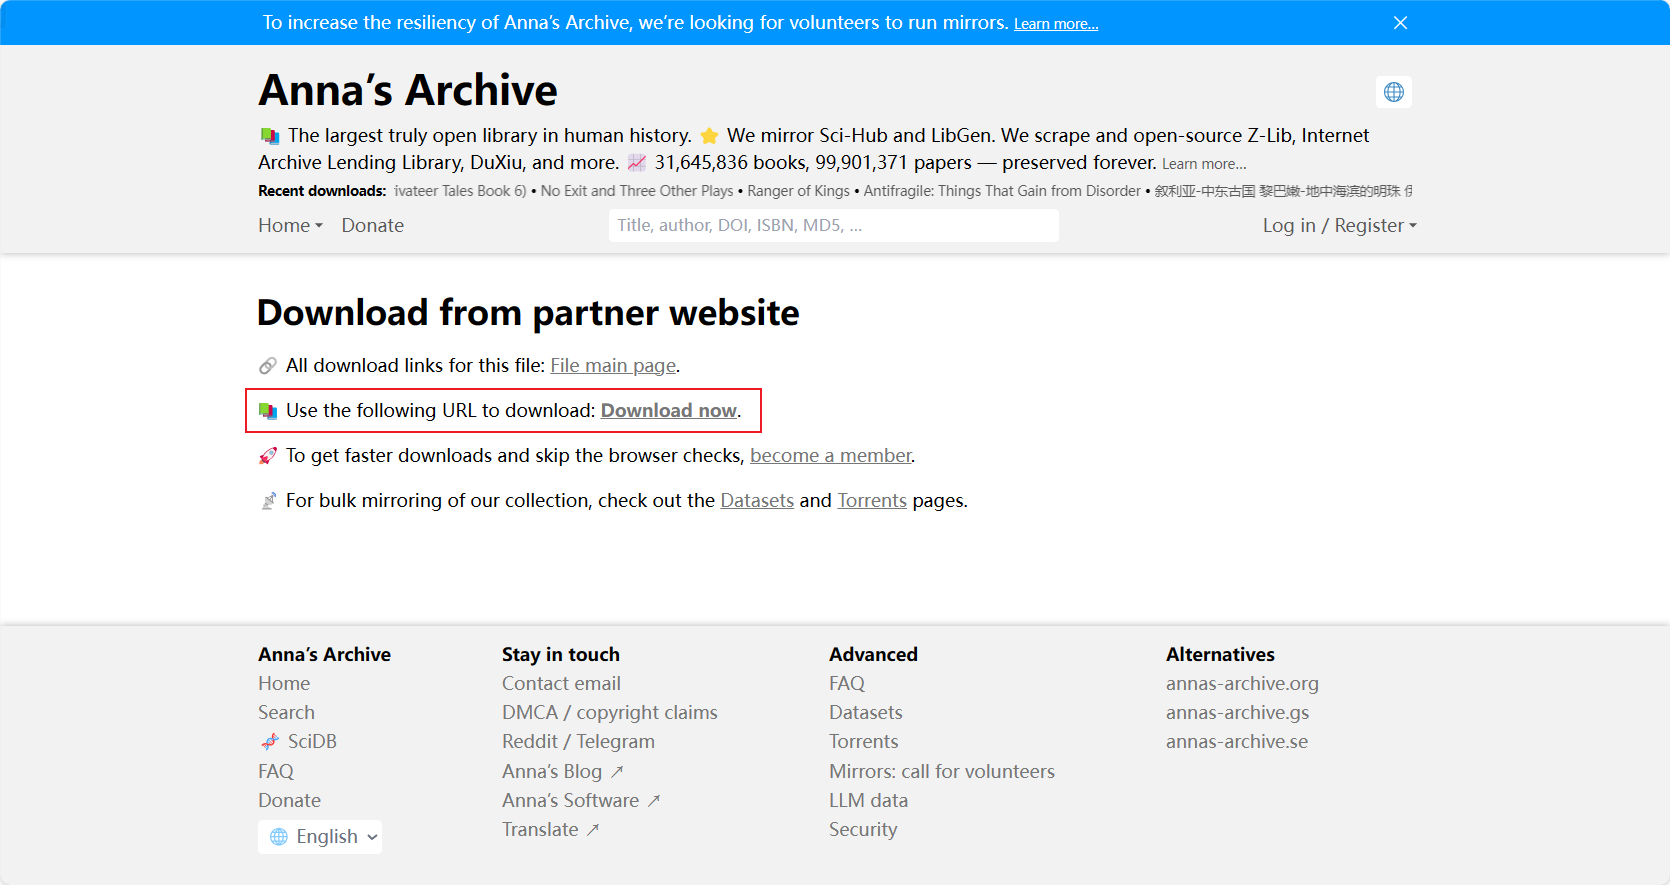 To increase the resiliency of Anna’s Archive, we’re looking for volunteers to run mirrors. Learn more...
Anna’s Archive
The largest truly open library in human history. We mirror Sci-Hub and LibGen. We scrape and open-source Z-Lib, Internet
Archive Lending Library, DuXiu, and more. 31,645,836 books, 99,901,371 papers — preserved forever. Learn more...
Recent downloads: ivateer Tales Book 6) • No Exit and Three Other Plays • Ranger of Kings • Antifragile: Things That Gain from Disorder • 叙利亚-中东古国 黎巴嫩-地中海滨的明珠
Home Donate Title, author, DOI, ISBN, MD5, ... Log in / Register
Download from partner website
All download links for this file: File main page.
Use the following URL to download: Download now.
To get faster downloads and skip the browser checks, become a member.
For bulk mirroring of our collection, check out the Datasets and Torrents pages.
Anna’s Archive
Home
Search
SciDB
FAQ
Donate
English
Stay in touch
Contact email
DMCA / copyright claims
Reddit / Telegram
Anna’s Blog ↗
Anna’s Software ↗
Translate ↗
Advanced
FAQ
Datasets
Torrents
Mirrors: call for volunteers
LLM data
Security
Alternatives
annas-archive.org
annas-archive.gs
annas-archive.se